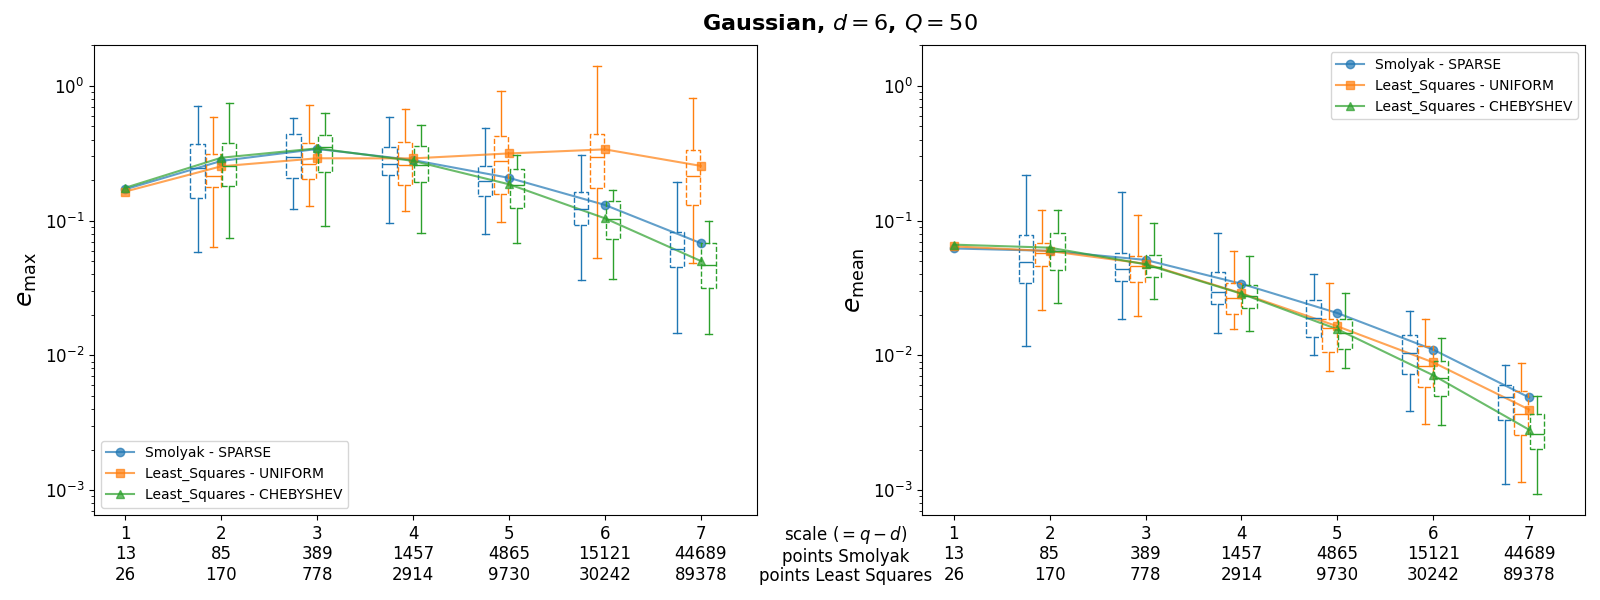 Gaussian, d = 6, Q = 50
e_max
10^0
10^-1
10^-2
10^-3
Smolyak - SPARSE
Least_Squares - UNIFORM
Least_Squares - CHEBYSHEV
1 2 3 4 5 6 7
13 85 389 1457 4865 15121 44689
26 170 778 2914 9730 30242 89378
scale (= q − d)
points Smolyak
points Least Squares
e_mean
10^0
10^-1
10^-2
10^-3
Smolyak - SPARSE
Least_Squares - UNIFORM
Least_Squares - CHEBYSHEV
1 2 3 4 5 6 7
13 85 389 1457 4865 15121 44689
26 170 778 2914 9730 30242 89378